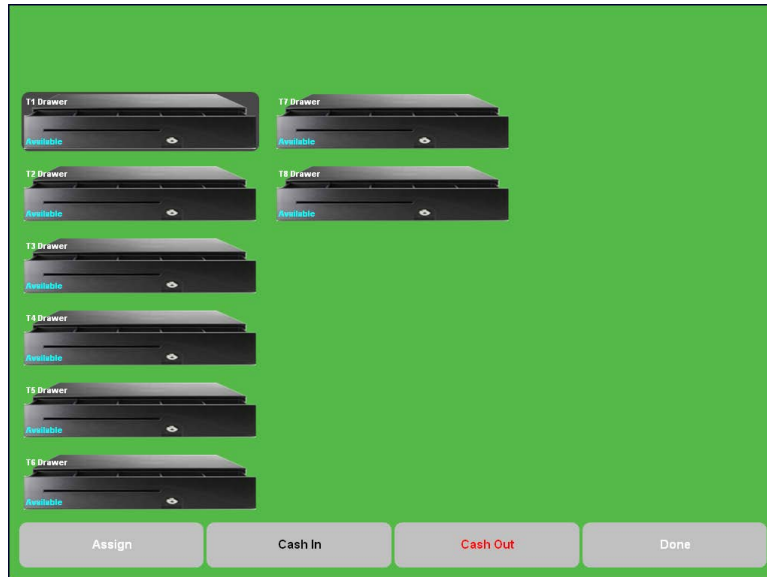 T1 Drawer
Available
T2 Drawer
Available
T3 Drawer
Available
T4 Drawer
Available
T5 Drawer
Available
T6 Drawer
Available
T7 Drawer
Available
T8 Drawer
Available
Assign
Cash In
Cash Out
Done